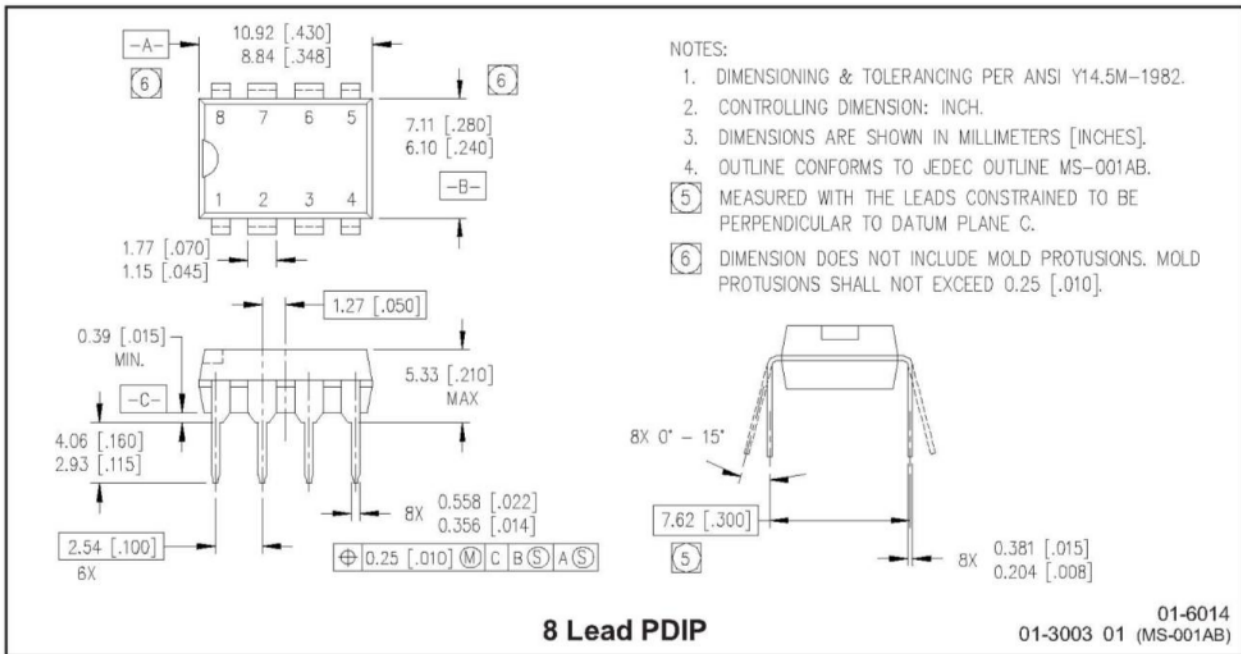 -A-
10.92 [.430]
8.84 [.348]
6
6
8 7 6 5
1 2 3 4
7.11 [.280]
6.10 [.240]
-B-
1.77 [.070]
1.15 [.045]
1.27 [.050]
0.39 [.015]
MIN.
-C-
5.33 [.210]
MAX
4.06 [.160]
2.93 [.115]
2.54 [.100]
6X
8X 0.558 [.022]
0.356 [.014]
⌖ 0.25 [.010] Ⓜ C B Ⓢ A Ⓢ
NOTES:
1. DIMENSIONING & TOLERANCING PER ANSI Y14.5M-1982.
2. CONTROLLING DIMENSION: INCH.
3. DIMENSIONS ARE SHOWN IN MILLIMETERS [INCHES].
4. OUTLINE CONFORMS TO JEDEC OUTLINE MS-001AB.
5 MEASURED WITH THE LEADS CONSTRAINED TO BE
PERPENDICULAR TO DATUM PLANE C.
6 DIMENSION DOES NOT INCLUDE MOLD PROTUSIONS. MOLD
PROTUSIONS SHALL NOT EXCEED 0.25 [.010].
8X 0° - 15°
7.62 [.300]
5
8X 0.381 [.015]
0.204 [.008]
8 Lead PDIP
01-6014
01-3003 01 (MS-001AB)